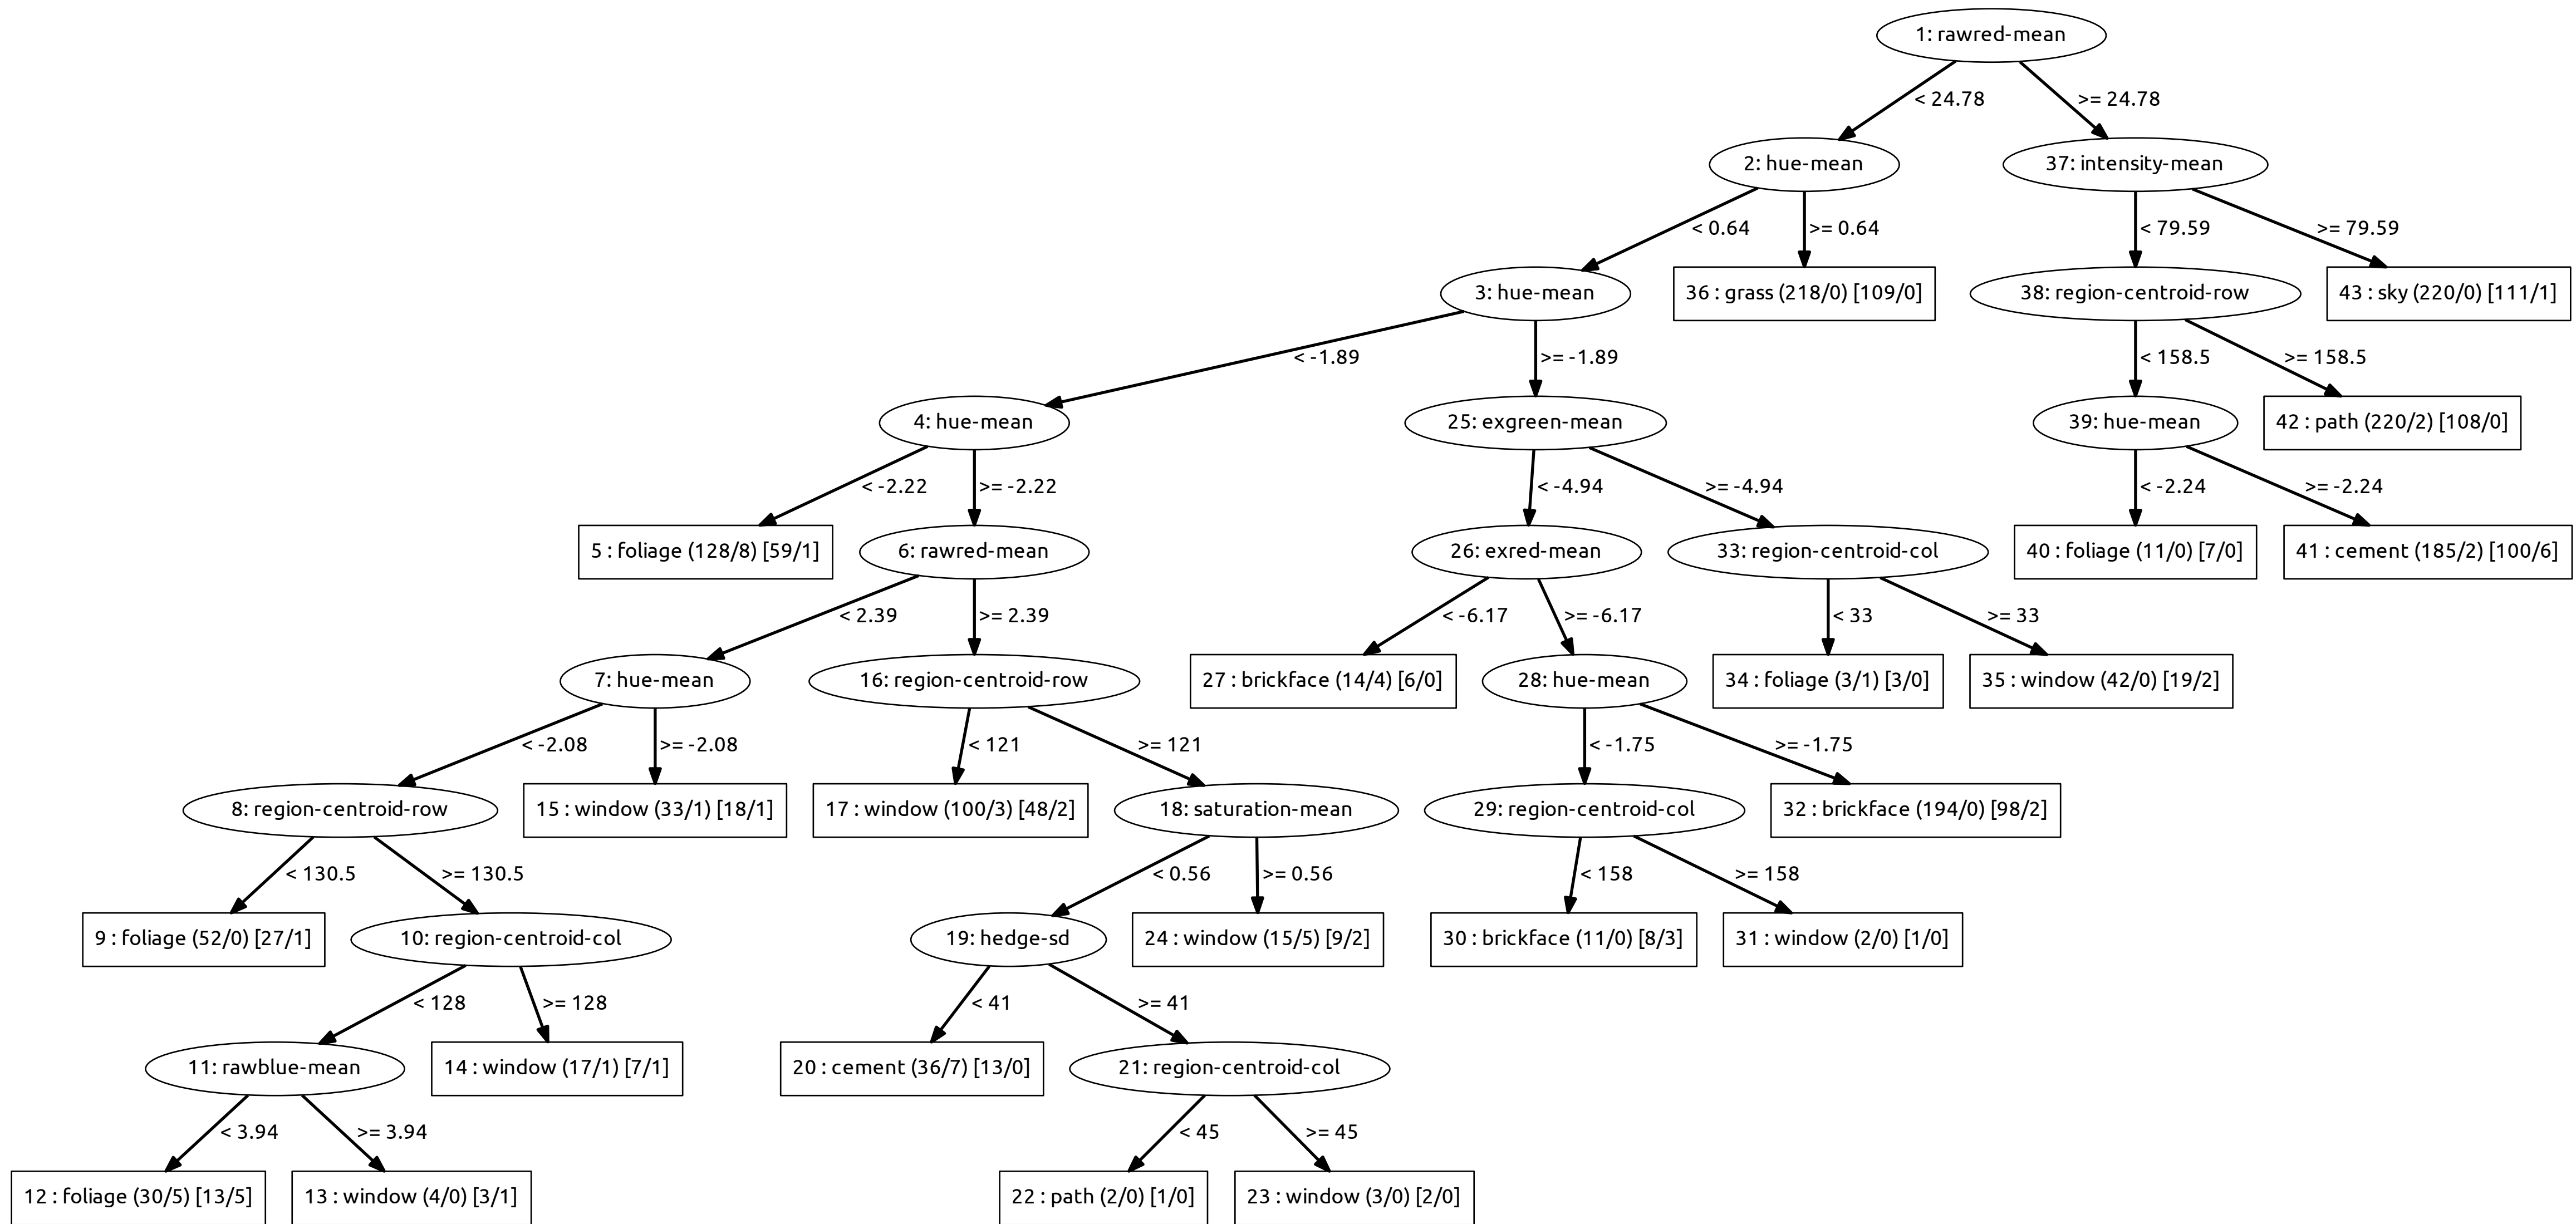 1: rawred-mean
< 24.78
>= 24.78
2: hue-mean
37: intensity-mean
< 0.64
>= 0.64
< 79.59
>= 79.59
3: hue-mean
36 : grass (218/0) [109/0]
38: region-centroid-row
43 : sky (220/0) [111/1]
< -1.89
>= -1.89
< 158.5
>= 158.5
4: hue-mean
25: exgreen-mean
39: hue-mean
42 : path (220/2) [108/0]
< -2.22
>= -2.22
< -4.94
>= -4.94
< -2.24
>= -2.24
5 : foliage (128/8) [59/1]
6: rawred-mean
26: exred-mean
33: region-centroid-col
40 : foliage (11/0) [7/0]
41 : cement (185/2) [100/6]
< 2.39
>= 2.39
< -6.17
>= -6.17
< 33
>= 33
7: hue-mean
16: region-centroid-row
27 : brickface (14/4) [6/0]
28: hue-mean
34 : foliage (3/1) [3/0]
35 : window (42/0) [19/2]
< -2.08
>= -2.08
< 121
>= 121
< -1.75
>= -1.75
8: region-centroid-row
15 : window (33/1) [18/1]
17 : window (100/3) [48/2]
18: saturation-mean
29: region-centroid-col
32 : brickface (194/0) [98/2]
< 130.5
>= 130.5
< 0.56
>= 0.56
< 158
>= 158
9 : foliage (52/0) [27/1]
10: region-centroid-col
19: hedge-sd
24 : window (15/5) [9/2]
30 : brickface (11/0) [8/3]
31 : window (2/0) [1/0]
< 128
>= 128
< 41
>= 41
11: rawblue-mean
14 : window (17/1) [7/1]
20 : cement (36/7) [13/0]
21: region-centroid-col
< 3.94
>= 3.94
< 45
>= 45
12 : foliage (30/5) [13/5]
13 : window (4/0) [3/1]
22 : path (2/0) [1/0]
23 : window (3/0) [2/0]